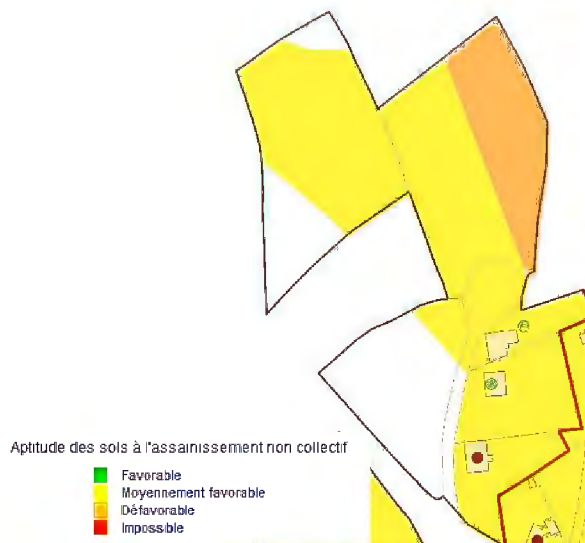 Aptitude des sols à l'assainissement non collectif
Favorable
Moyennement favorable
Défavorable
Impossible